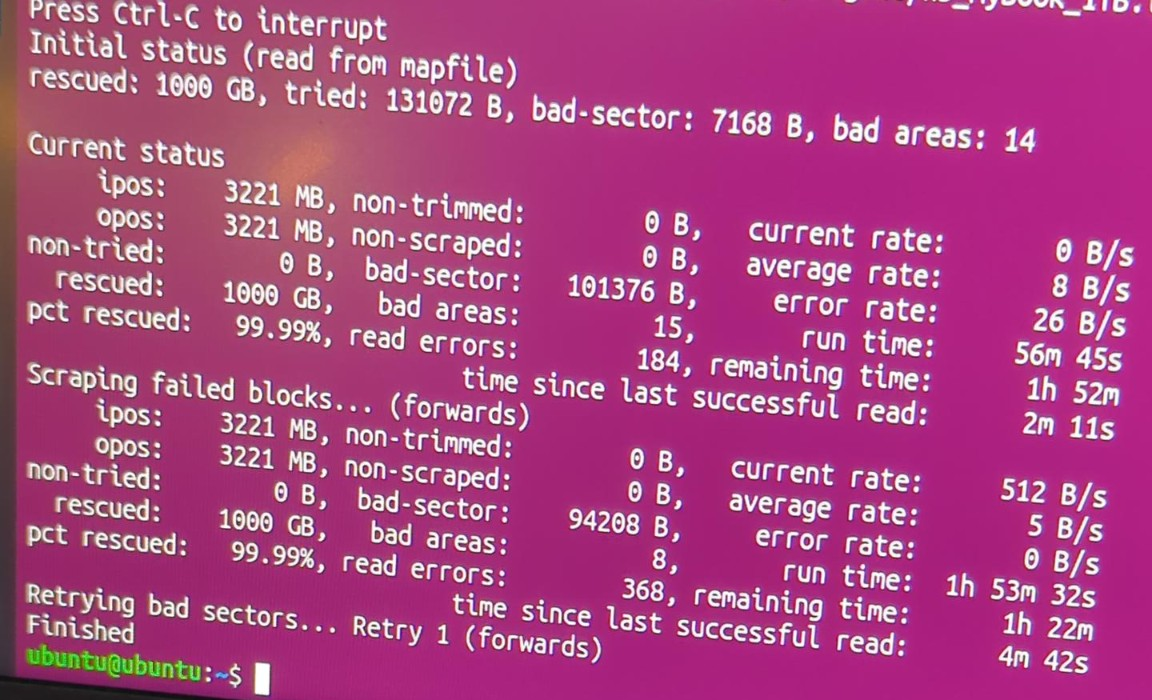 MyBook_1TB.
Press Ctrl-C to interrupt
Initial status (read from mapfile)
rescued: 1000 GB, tried: 131072 B, bad-sector: 7168 B, bad areas: 14
Current status
ipos: 3221 MB, non-trimmed: 0 B, current rate: 0 B/s
opos: 3221 MB, non-scraped: 0 B, average rate: 8 B/s
non-tried: 0 B, bad-sector: 101376 B, error rate: 26 B/s
rescued: 1000 GB, bad areas: 15, run time: 56m 45s
pct rescued: 99.99%, read errors: 184, remaining time: 1h 52m
time since last successful read: 2m 11s
Scraping failed blocks... (forwards)
ipos: 3221 MB, non-trimmed: 0 B, current rate: 512 B/s
opos: 3221 MB, non-scraped: 0 B, average rate: 5 B/s
non-tried: 0 B, bad-sector: 94208 B, error rate: 0 B/s
rescued: 1000 GB, bad areas: 8, run time: 1h 53m 32s
pct rescued: 99.99%, read errors: 368, remaining time: 1h 22m
time since last successful read: 4m 42s
Retrying bad sectors... Retry 1 (forwards)
Finished
ubuntu@ubuntu:~$